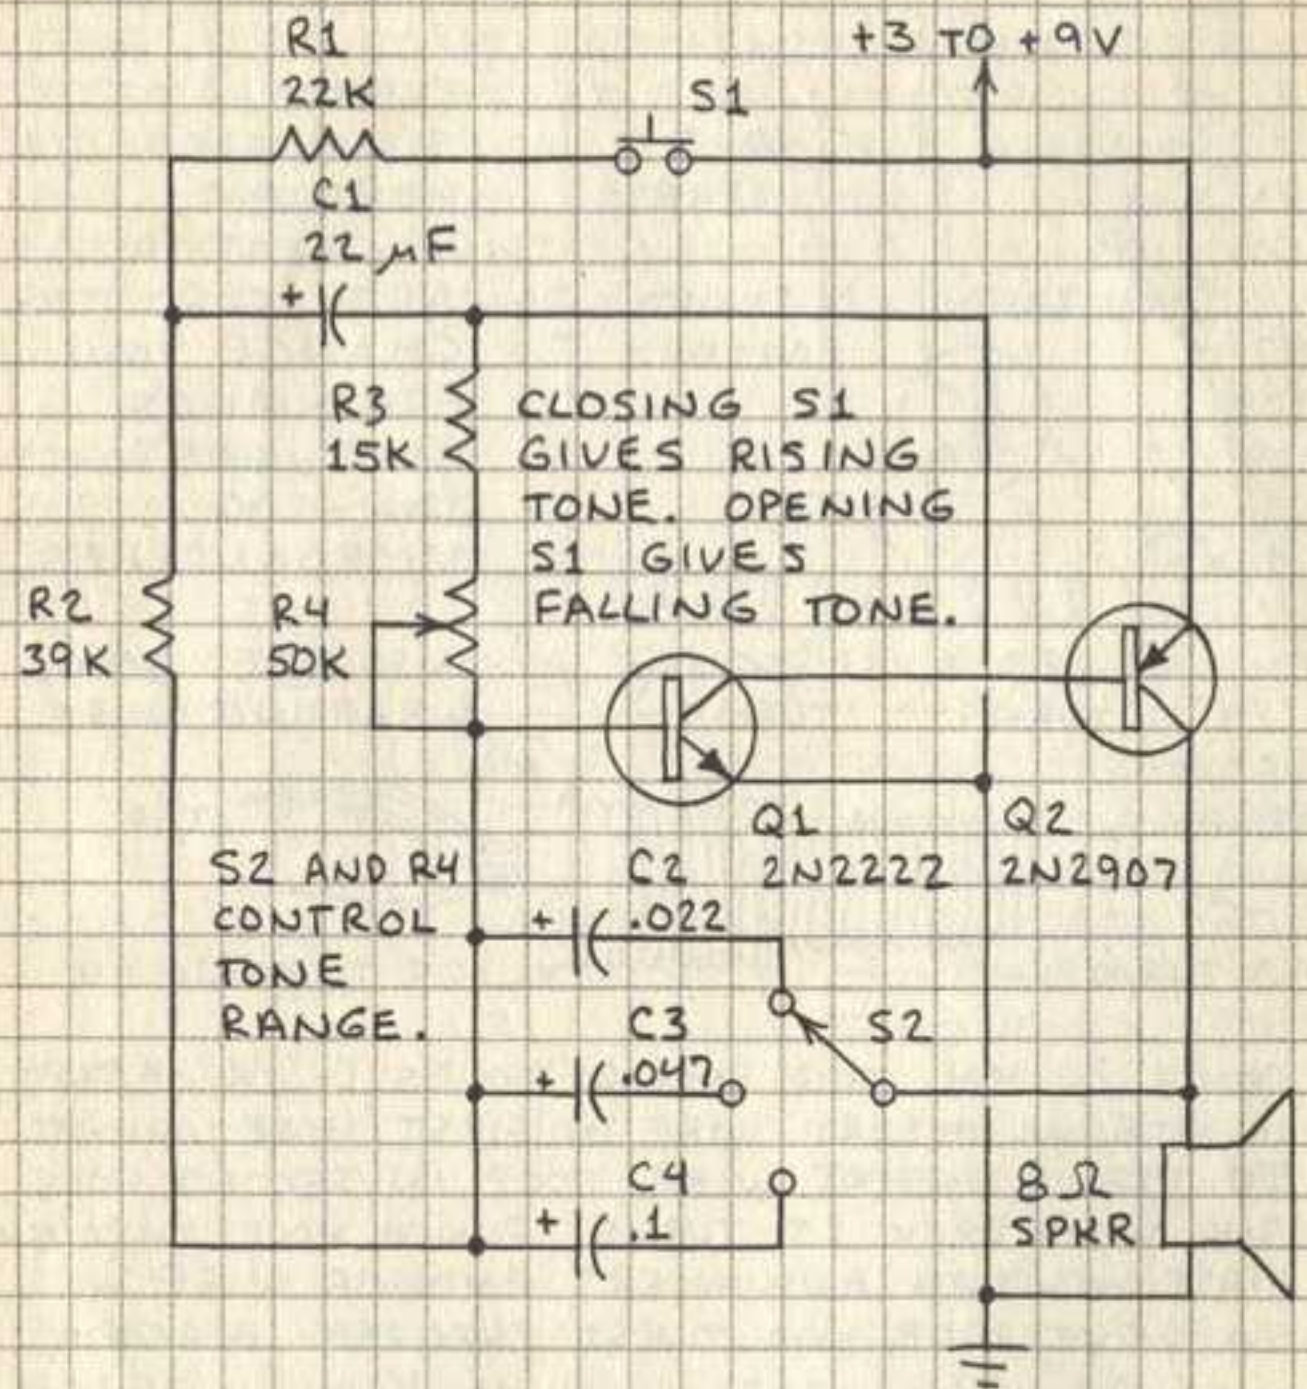 R1
22K
+3 TO +9V
S1
C1
22 μF
R3
15K
CLOSING S1
GIVES RISING
TONE. OPENING
S1 GIVES
FALLING TONE.
R2
39K
R4
50K
Q1
2N2222
Q2
2N2907
S2 AND R4
CONTROL
TONE
RANGE.
+
C2
.022
+
C3
.047
+
S2
C4
.1
+
8Ω
SPKR